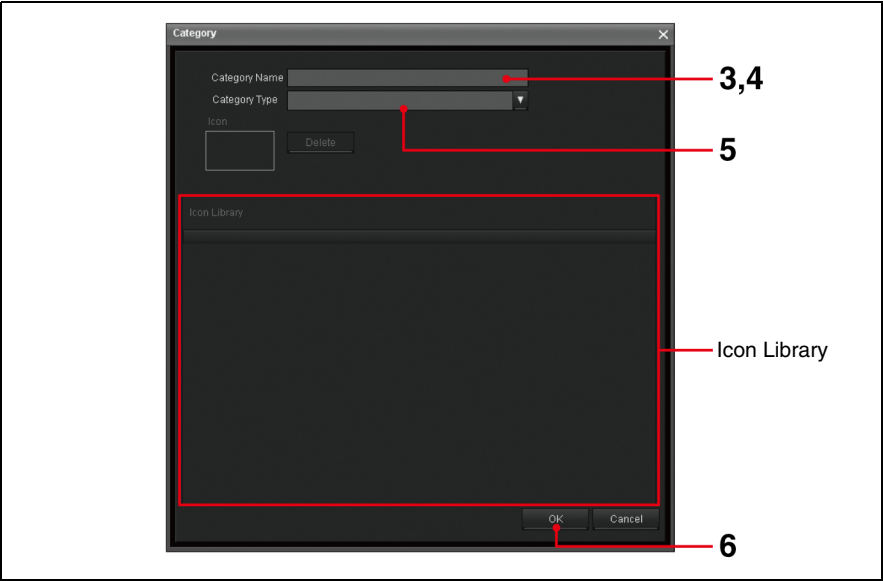 Category
Category Name
3,4
Category Type
5
Icon
Delete
Icon Library
Icon Library
OK Cancel
6